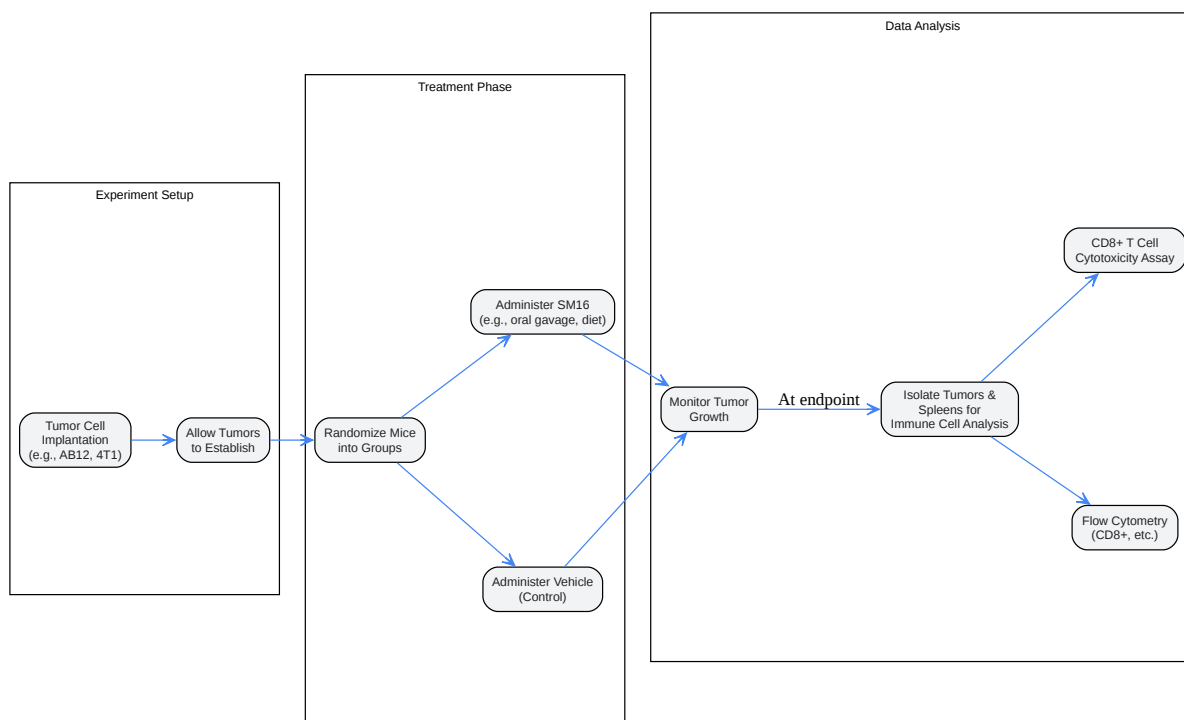 Experiment Setup
Tumor Cell
Implantation
(e.g., AB12, 4T1)
Allow Tumors
to Establish
Treatment Phase
Randomize Mice
into Groups
Administer SM16
(e.g., oral gavage, diet)
Administer Vehicle
(Control)
Data Analysis
Monitor Tumor
Growth
At endpoint
Isolate Tumors &
Spleens for
Immune Cell Analysis
CD8+ T Cell
Cytotoxicity Assay
Flow Cytometry
(CD8+, etc.)